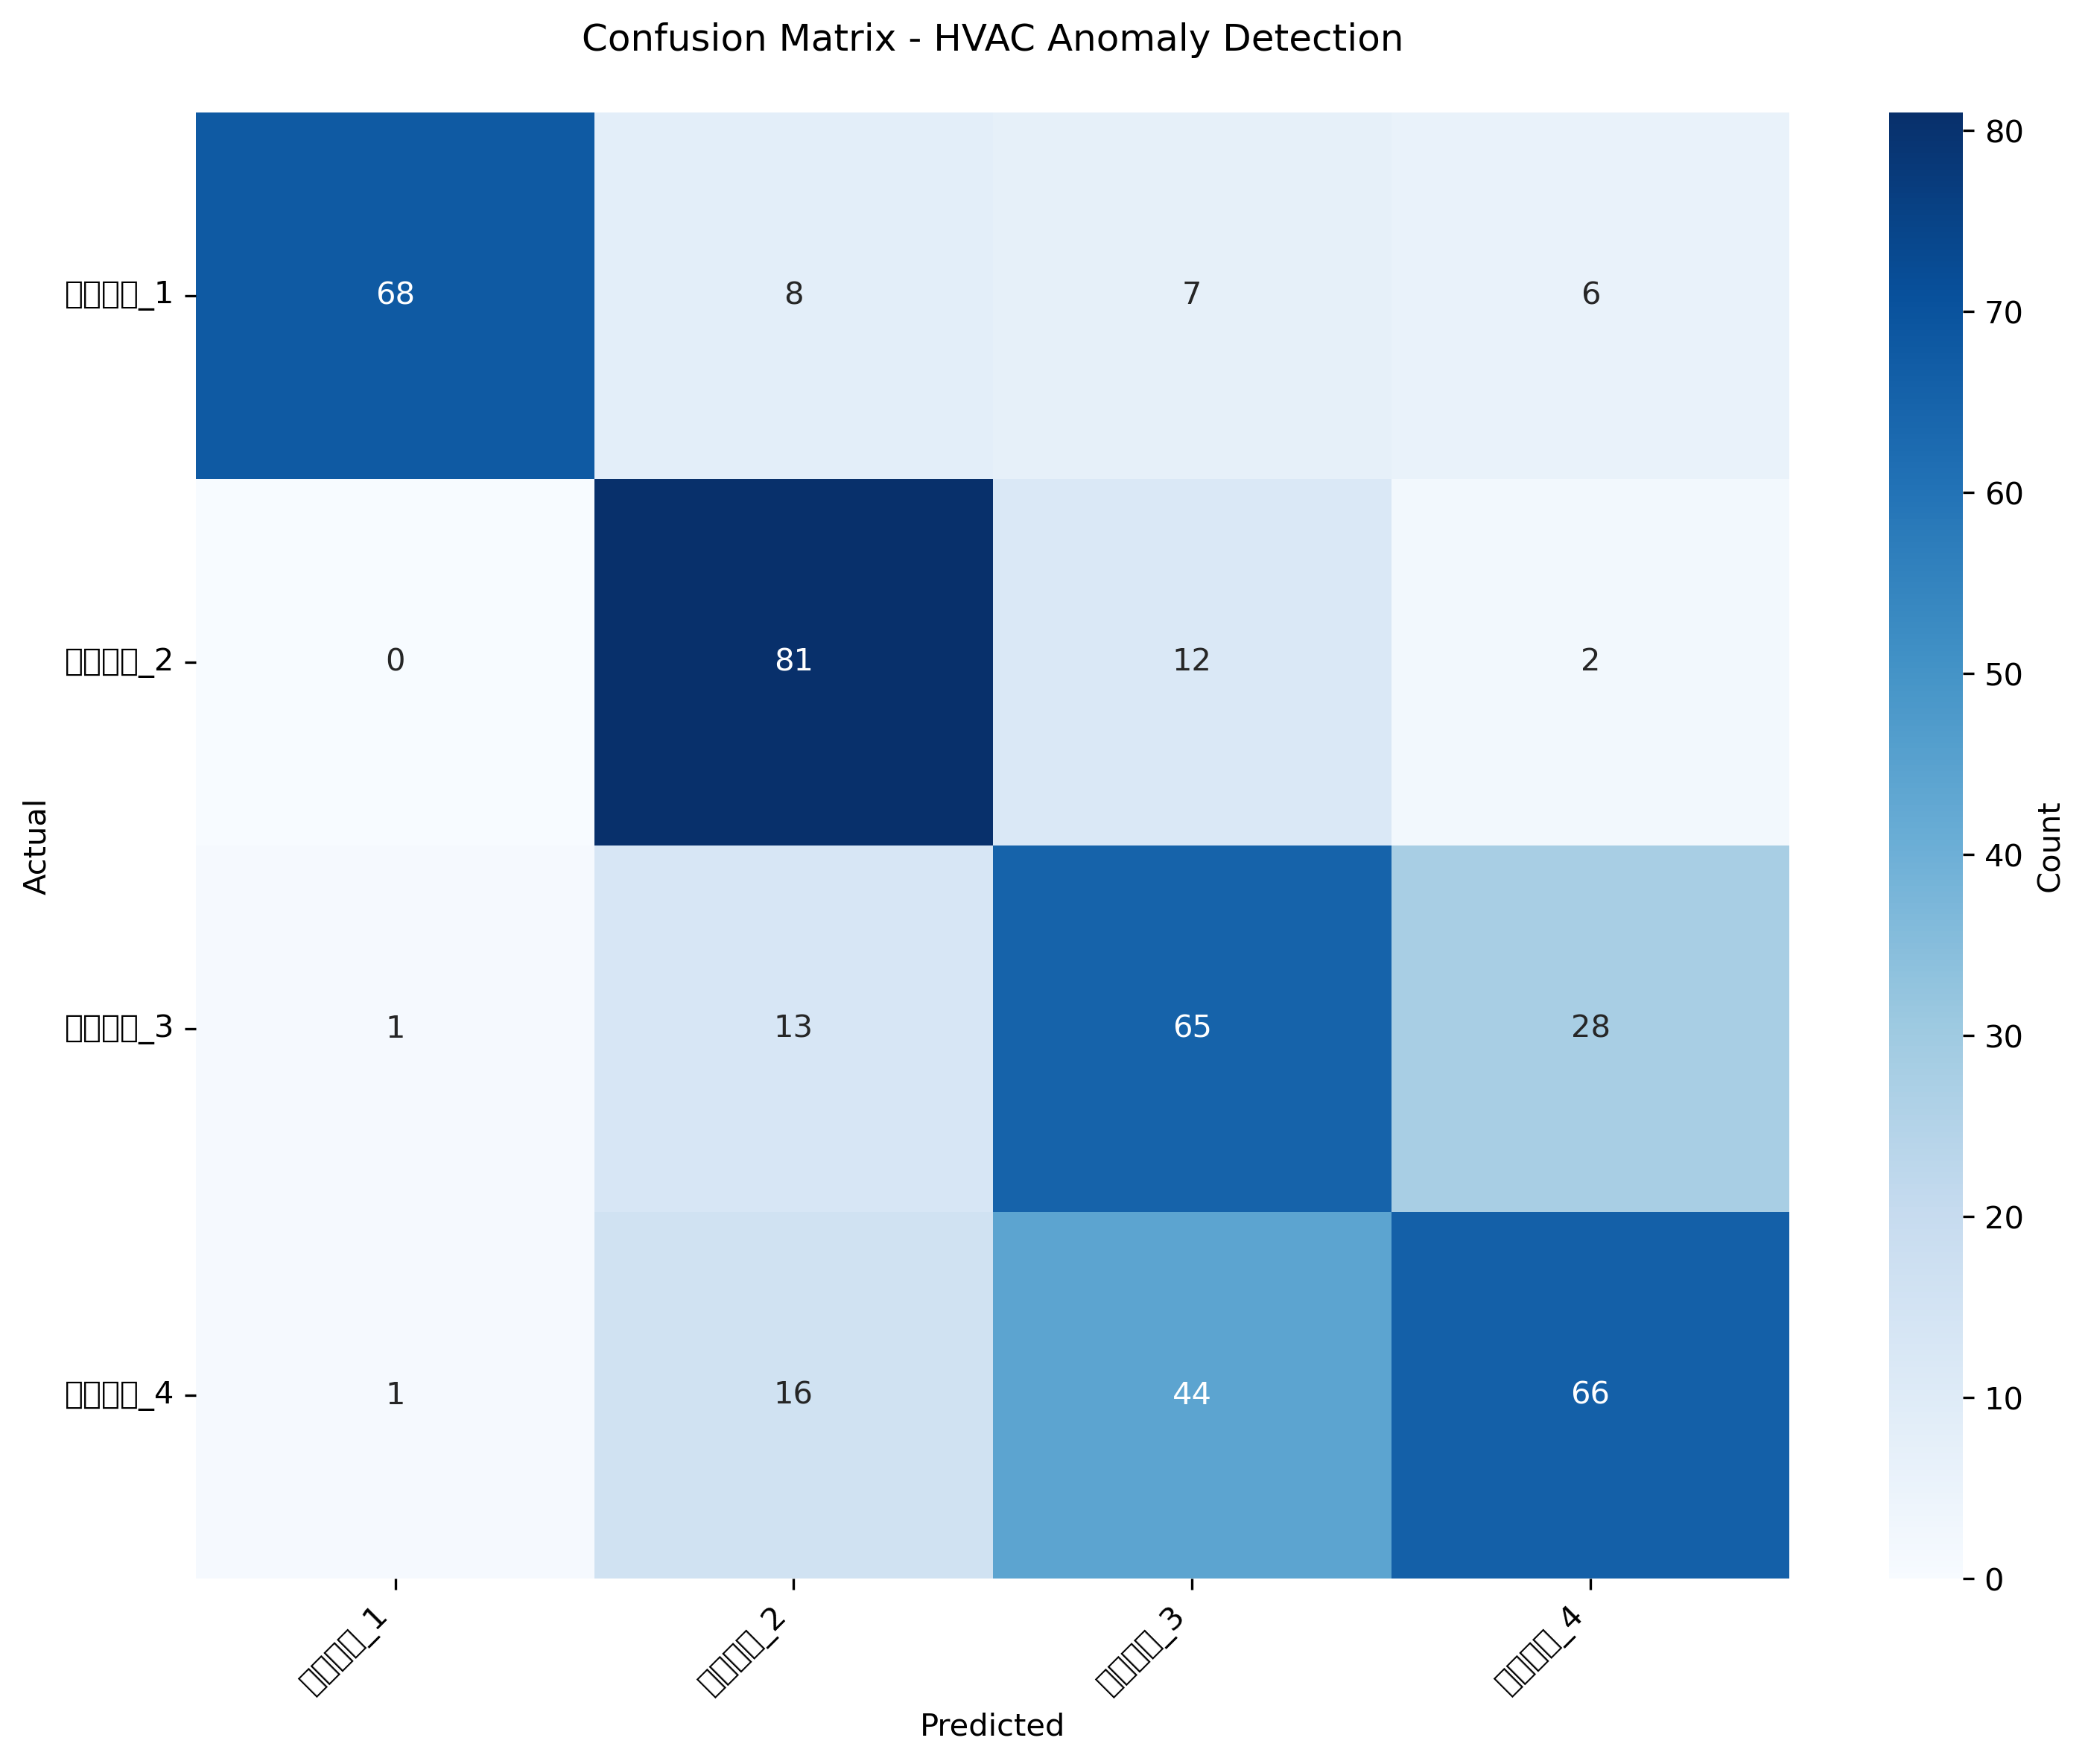 Confusion Matrix - HVAC Anomaly Detection
80
68 8 7 6
_1
70
60
0 81 12 2
_2
50
Actual
Count
40
1 13 65 28
_3
30
20
1 16 44 66
_4
10
0
_1 _2 _3 _4
Predicted